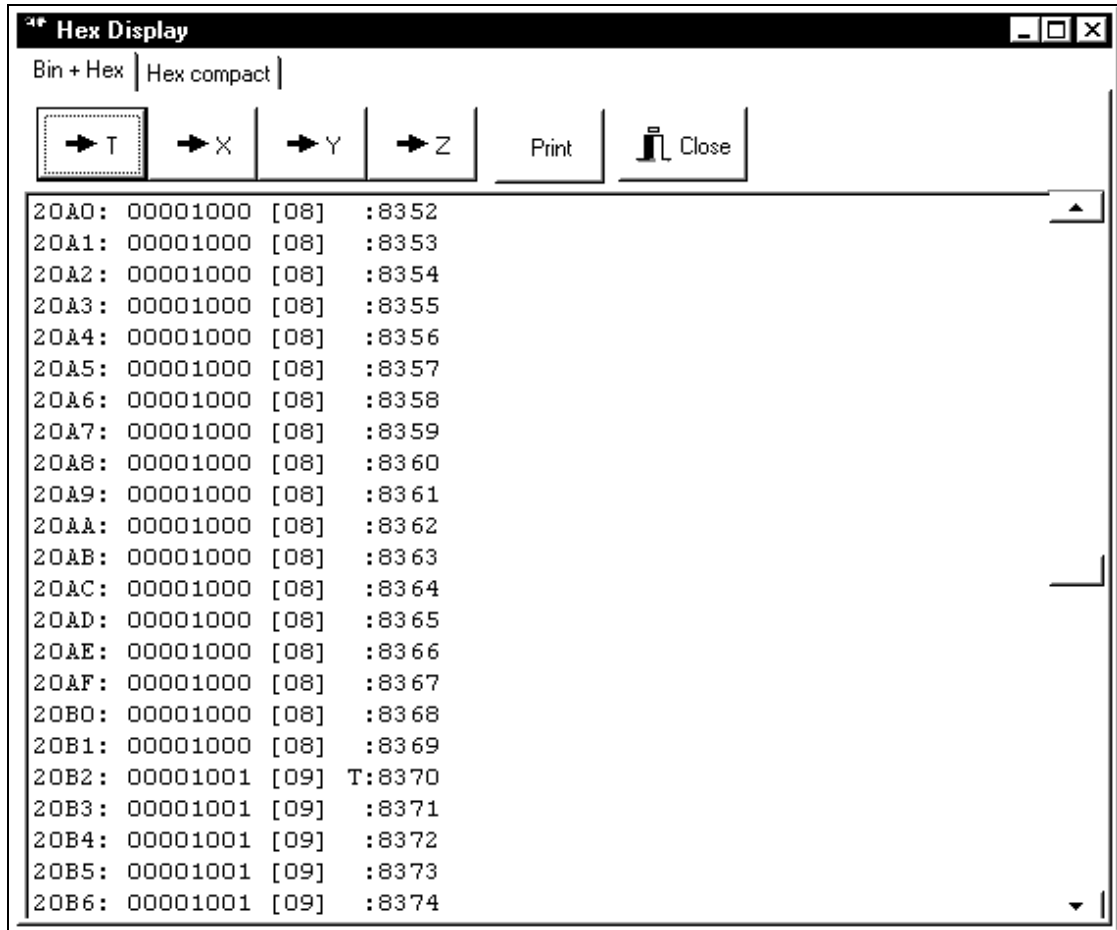 Hex Display
Bin + Hex Hex compact
T X Y Z Print Close
20A0: 00001000 [08] :8352
20A1: 00001000 [08] :8353
20A2: 00001000 [08] :8354
20A3: 00001000 [08] :8355
20A4: 00001000 [08] :8356
20A5: 00001000 [08] :8357
20A6: 00001000 [08] :8358
20A7: 00001000 [08] :8359
20A8: 00001000 [08] :8360
20A9: 00001000 [08] :8361
20AA: 00001000 [08] :8362
20AB: 00001000 [08] :8363
20AC: 00001000 [08] :8364
20AD: 00001000 [08] :8365
20AE: 00001000 [08] :8366
20AF: 00001000 [08] :8367
20B0: 00001000 [08] :8368
20B1: 00001000 [08] :8369
20B2: 00001001 [09] T:8370
20B3: 00001001 [09] :8371
20B4: 00001001 [09] :8372
20B5: 00001001 [09] :8373
20B6: 00001001 [09] :8374